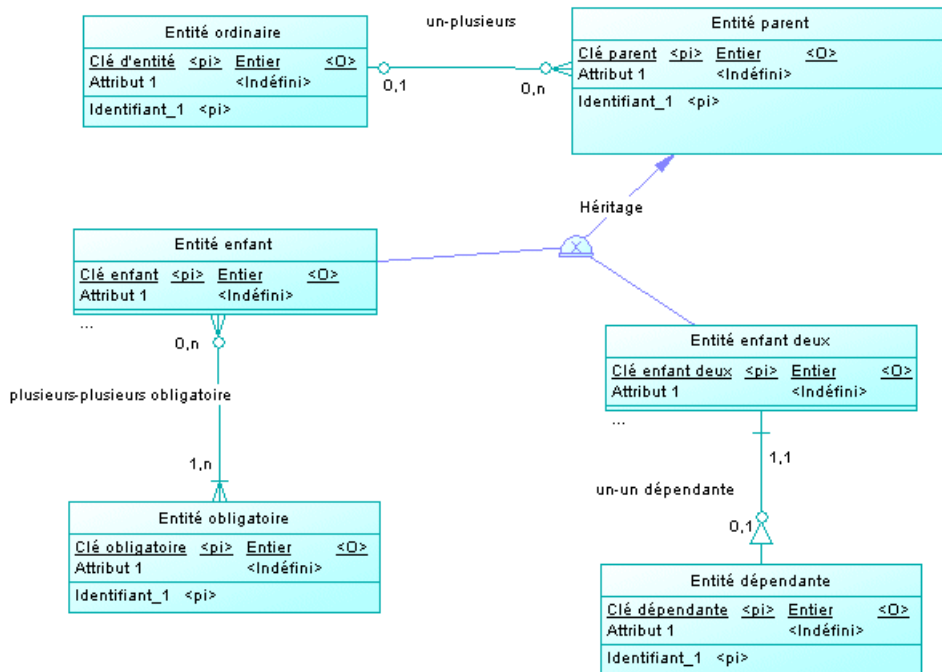 un-plusieurs
Entité ordinaire
Clé d'entité <pi> Entier <O>
Attribut 1 <Indéfini>
Identifiant_1 <pi>
0,1
0,n
Entité parent
Clé parent <pi> Entier <O>
Attribut 1 <Indéfini>
Identifiant_1 <pi>
Héritage
Entité enfant
Clé enfant <pi> Entier <O>
Attribut 1 <Indéfini>
...
0,n
plusieurs-plusieurs obligatoire
1,n
Entité obligatoire
Clé obligatoire <pi> Entier <O>
Attribut 1 <Indéfini>
Identifiant_1 <pi>
Entité enfant deux
Clé enfant deux <pi> Entier <O>
Attribut 1 <Indéfini>
...
1,1
un-un dépendante
0,1
Entité dépendante
Clé dépendante <pi> Entier <O>
Attribut 1 <Indéfini>
Identifiant_1 <pi>